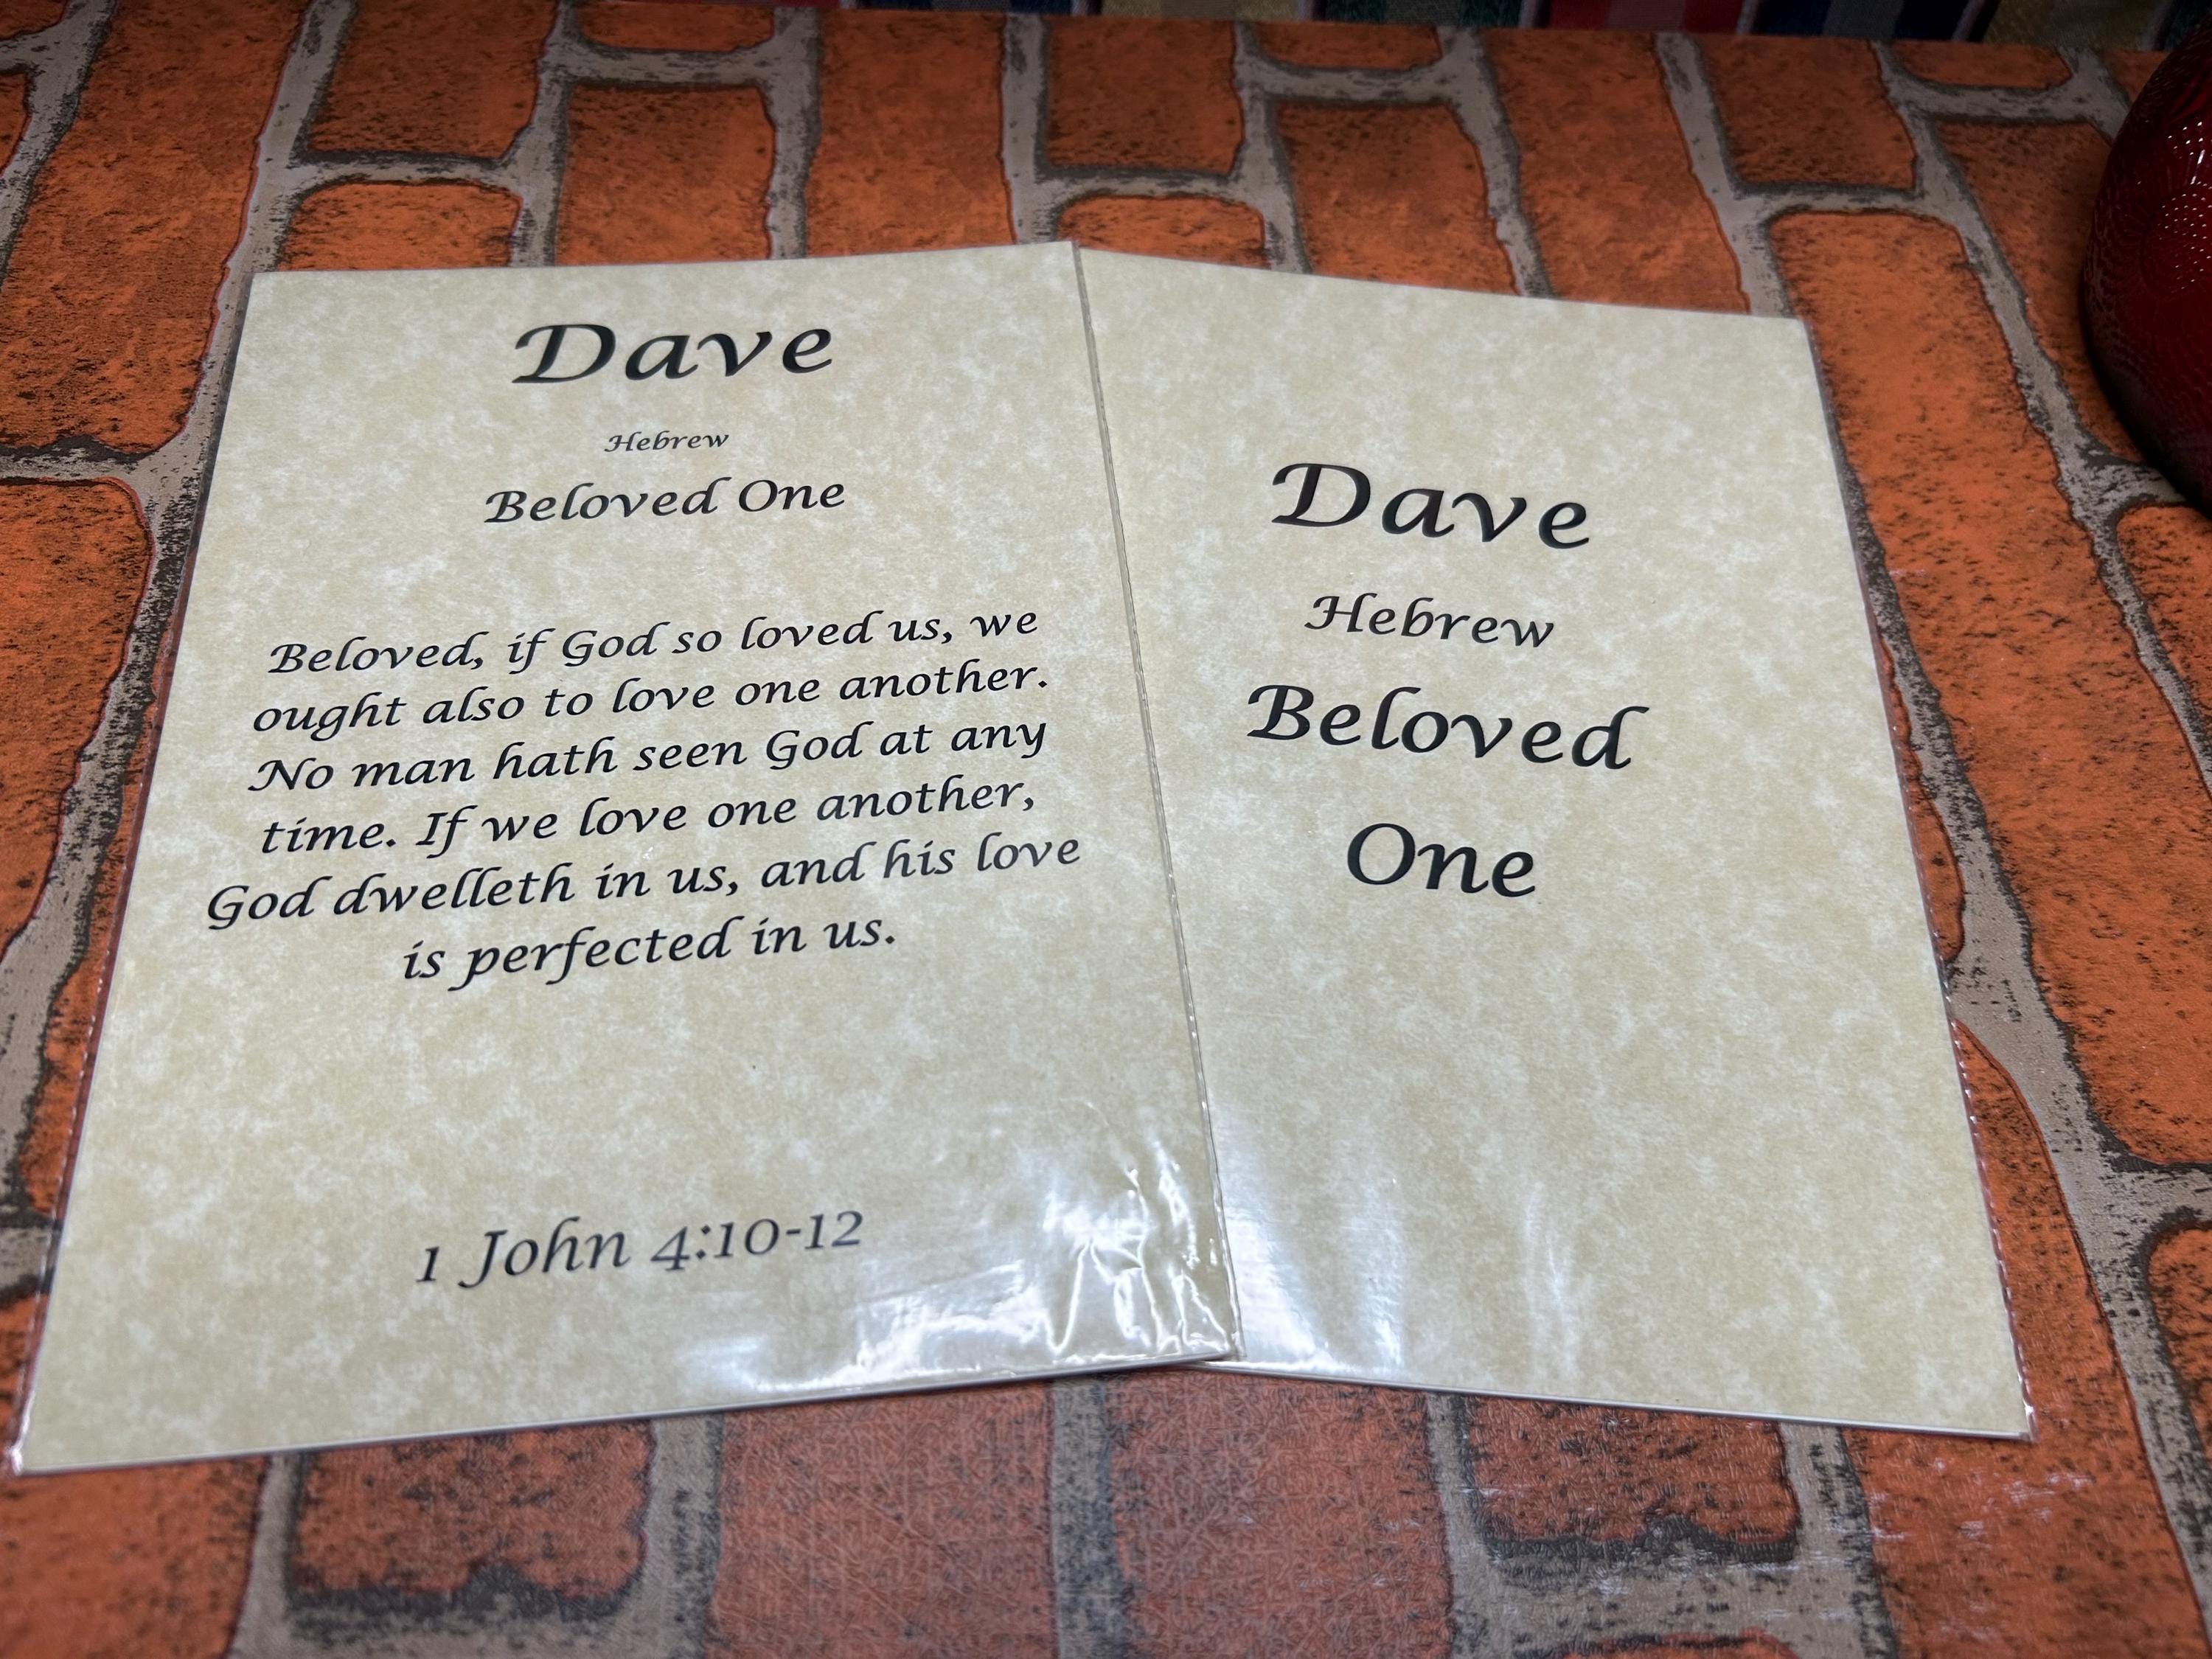 Dave
Hebrew
Beloved One
Beloved, if God so loved us, we
ought also to love one another.
No man hath seen God at any
time. If we love one another,
God dwelleth in us, and his love
is perfected in us.
1 John 4:10-12
Dave
Hebrew
Beloved
One